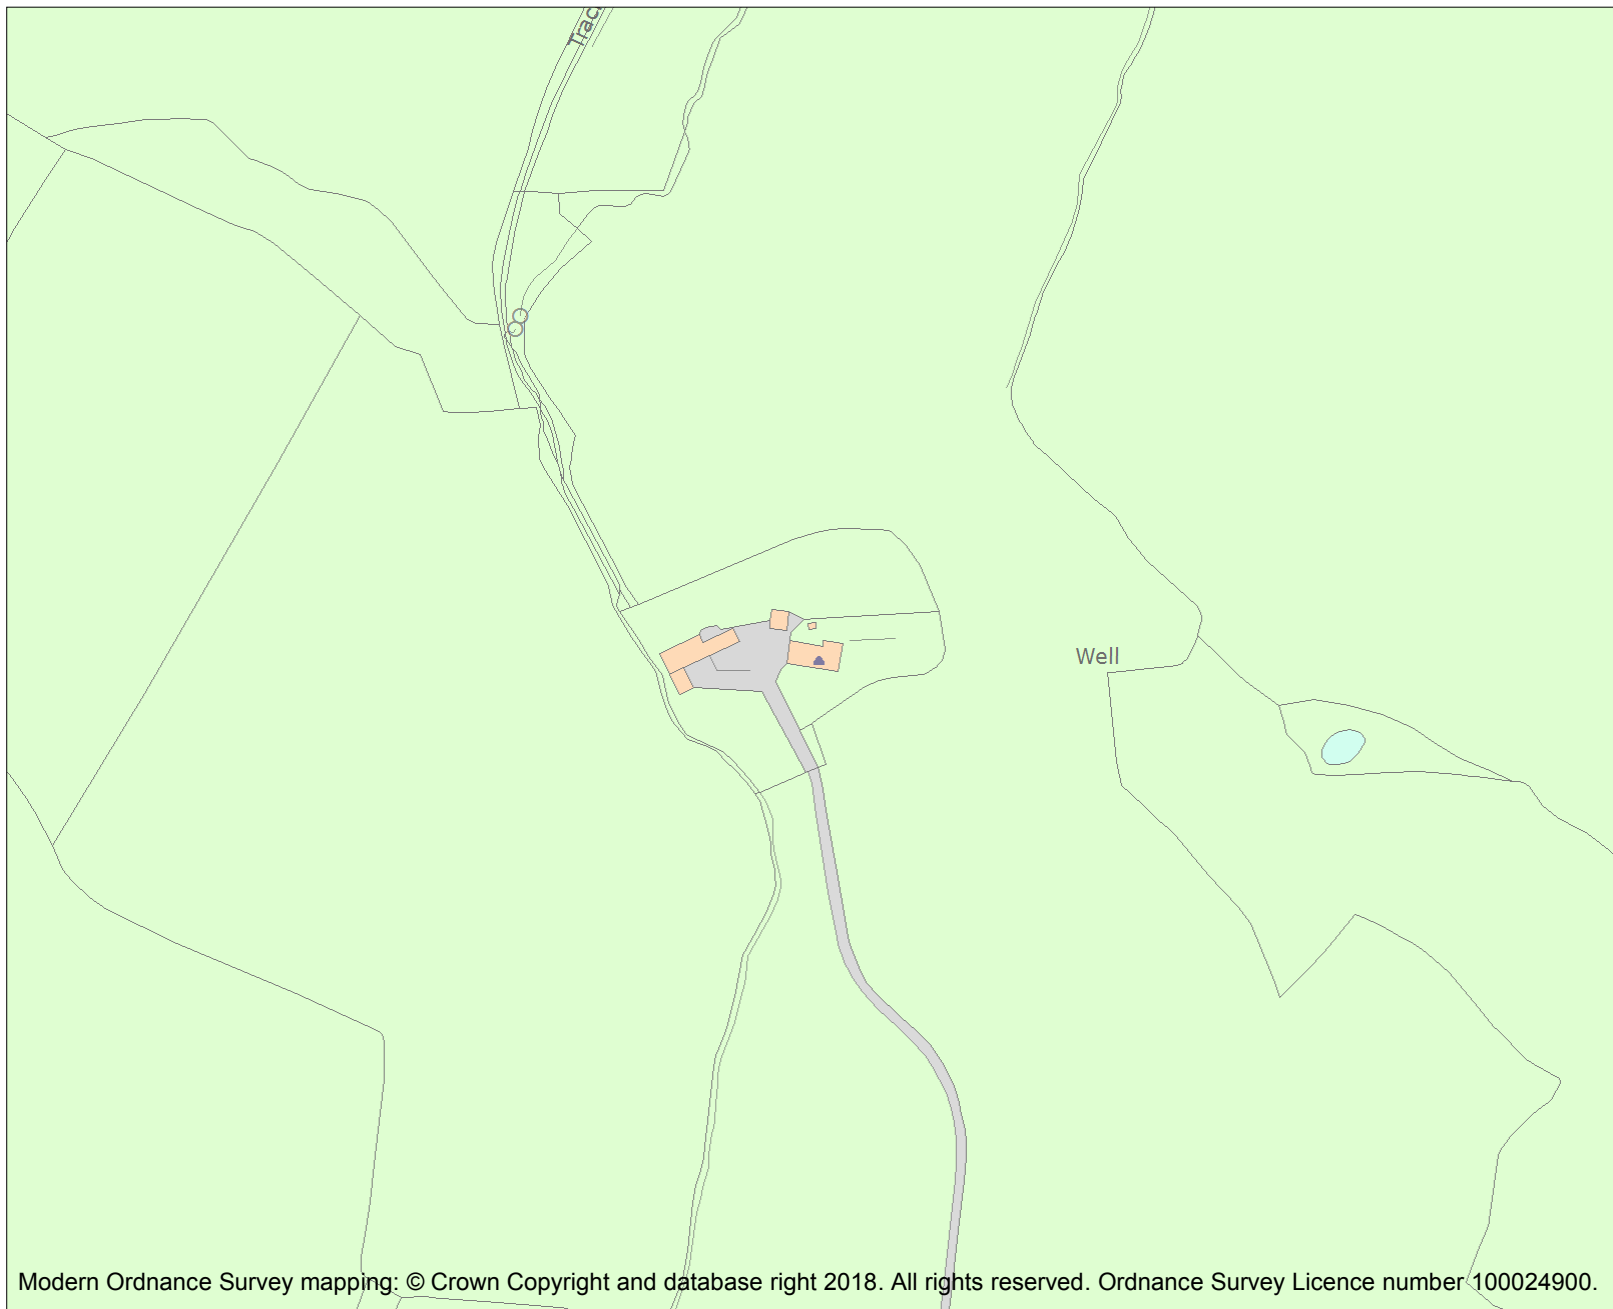 Trac
Well
Modern Ordnance Survey mapping: © Crown Copyright and database right 2018. All rights reserved. Ordnance Survey Licence number 100024900.